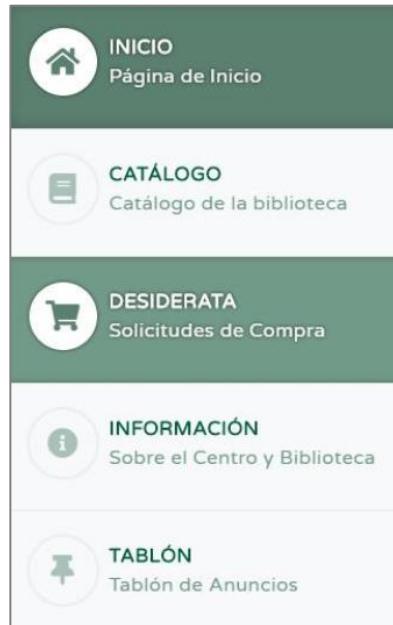 INICIO
Página de Inicio
CATÁLOGO
Catálogo de la biblioteca
DESIDERATA
Solicitudes de Compra
INFORMACIÓN
Sobre el Centro y Biblioteca
TABLÓN
Tablón de Anuncios